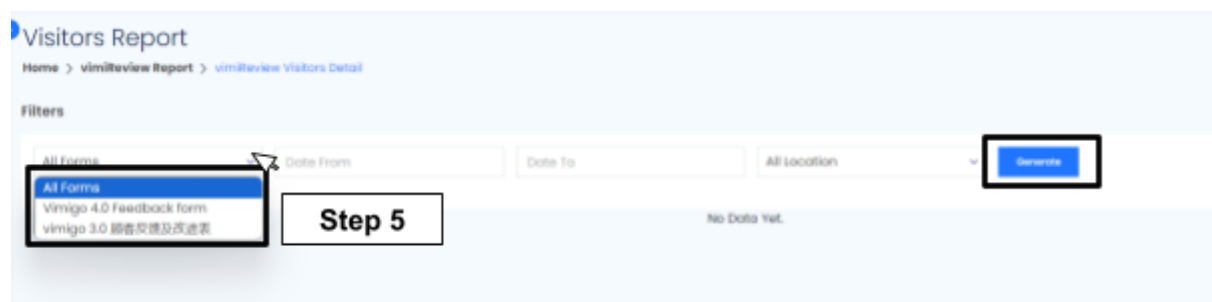 Visitors Report
Home > vimiReview Report > vimiReview Visitors Detail
Filters
All Forms Date From Date To All Location Generate
All Forms
Vimigo 4.0 Feedback form
vimigo 3.0 顧香反應及改進表
Step 5
No Data Yet.